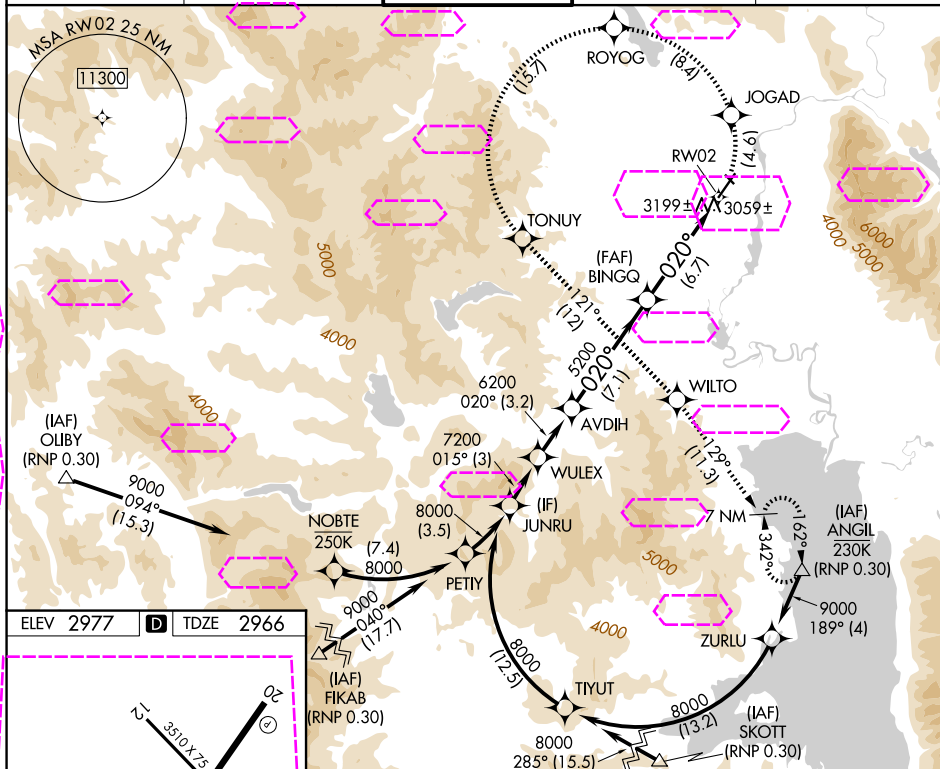 MSA RW02 25 NM
11300
ROYOG
(15.7)
(8.4)
JOGAD
(4.6)
RW02
3199±
3059±
TONUY
(FAF)
BINGQ
020°
(6.7)
6000
4000
5000
5000
4000
121°
(12)
5200
020°
(7.1)
WILTO
6200
020° (3.2)
AVDIH
4000
(IAF)
OLIBY
(RNP 0.30)
7200
015° (3)
WULEX
129°
(11.3)
9000
094°
(15.3)
8000
(3.5)
(IF)
JUNRU
7 NM
162°
342°
(IAF)
ANGIL
230K
(RNP 0.30)
NOBTE
250K
(7.4)
8000
PETIY
5000
9000
040°
(17.7)
9000
189° (4)
ELEV 2977
D
TDZE 2966
4000
ZURLU
(IAF)
FIKAB
(RNP 0.30)
8000
(12.5)
TIYUT
8000
(13.2)
(IAF)
SKOTT
(RNP 0.30)
8000
285° (15.5)
20
P
12
3510 X 75